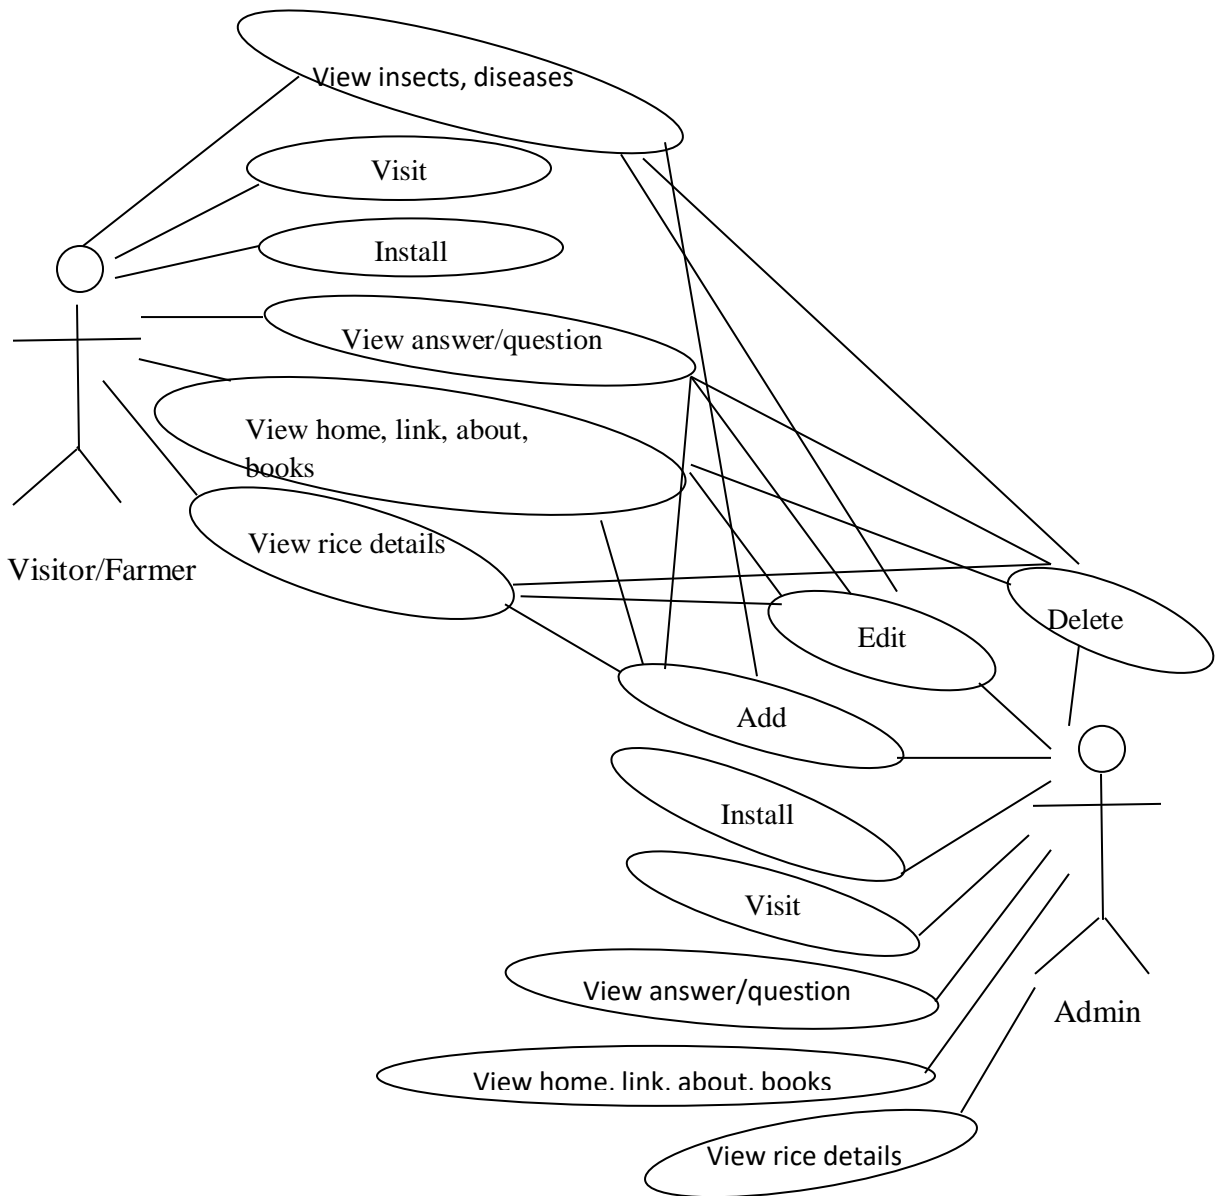 View insects, diseases
Visit
Install
View answer/question
View home, link, about,
books
View rice details
Visitor/Farmer
Delete
Edit
Add
Install
Visit
View answer/question
Admin
View home, link, about, books
View rice details